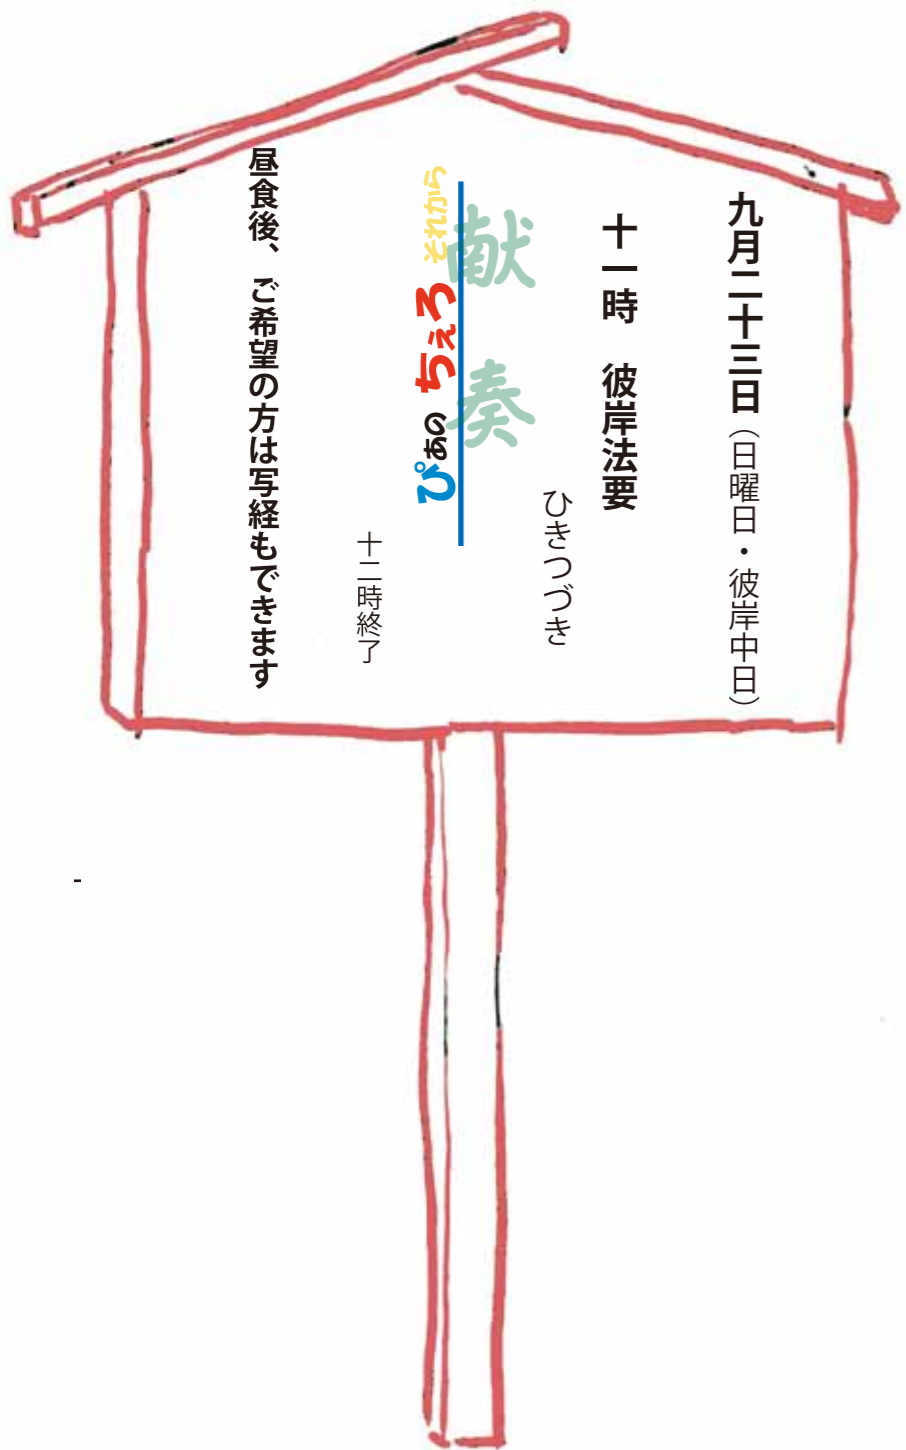 九月二十三日（日曜日・彼岸中日）
十一時　彼岸法要
ひきつづき
献奏
それから
ちぇろ
ぴあの
十二時終了
昼食後、ご希望の方は写経もできます